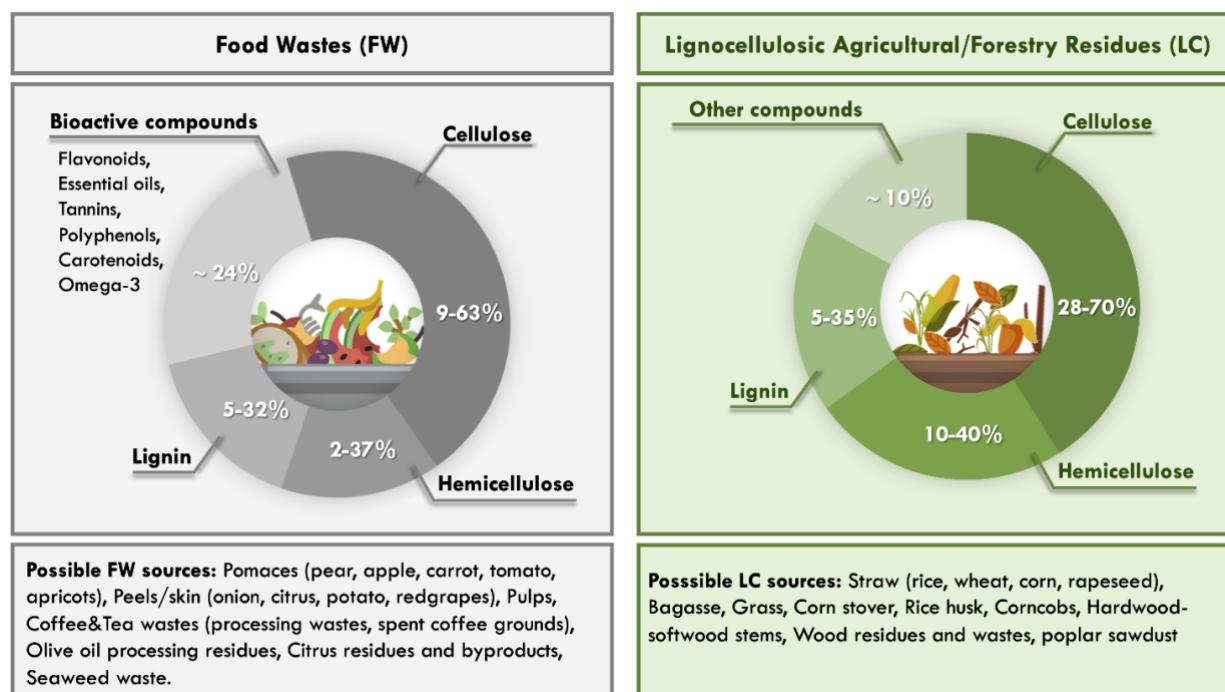 Food Wastes (FW)
Bioactive compounds
Flavonoids,
Essential oils,
Tannins,
Polyphenols,
Carotenoids,
Omega-3
Cellulose
~ 24%
9-63%
5-32%
2-37%
Lignin
Hemicellulose
Possible FW sources: Pomaces (pear, apple, carrot, tomato,
apricots), Peels/skin (onion, citrus, potato, redgrapes), Pulps,
Coffee&Tea wastes (processing wastes, spent coffee grounds),
Olive oil processing residues, Citrus residues and byproducts,
Seaweed waste.
Lignocellulosic Agricultural/Forestry Residues (LC)
Other compounds
Cellulose
~ 10%
5-35%
28-70%
Lignin
10-40%
Hemicellulose
Posssible LC sources: Straw (rice, wheat, corn, rapeseed),
Bagasse, Grass, Corn stover, Rice husk, Corncobs, Hardwood-
softwood stems, Wood residues and wastes, poplar sawdust